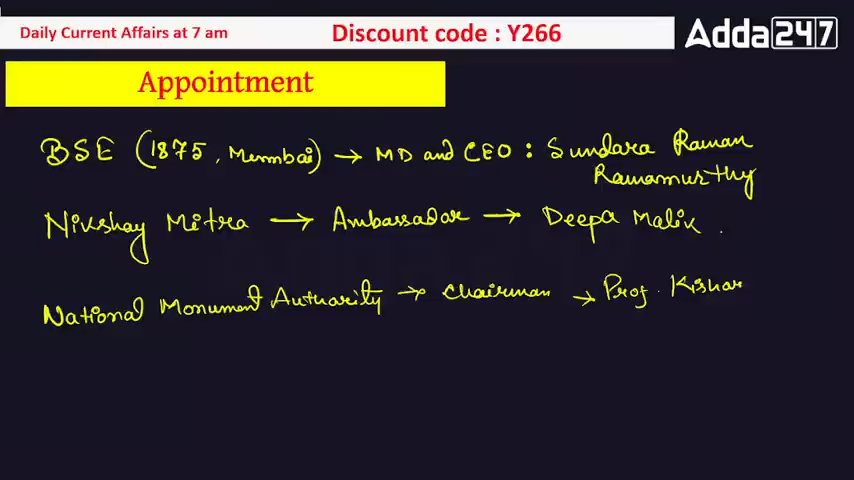 Daily Current Affairs at 7 am
Discount code : Y266
Adda247
Appointment
BSE (1875, Mumbai) → MD and CEO : Sundara Raman
Ramamurthy
Nikshay Mitra → Ambassador → Deepa Malik .
National Monument Authority → Chairman → Prof. Kishor